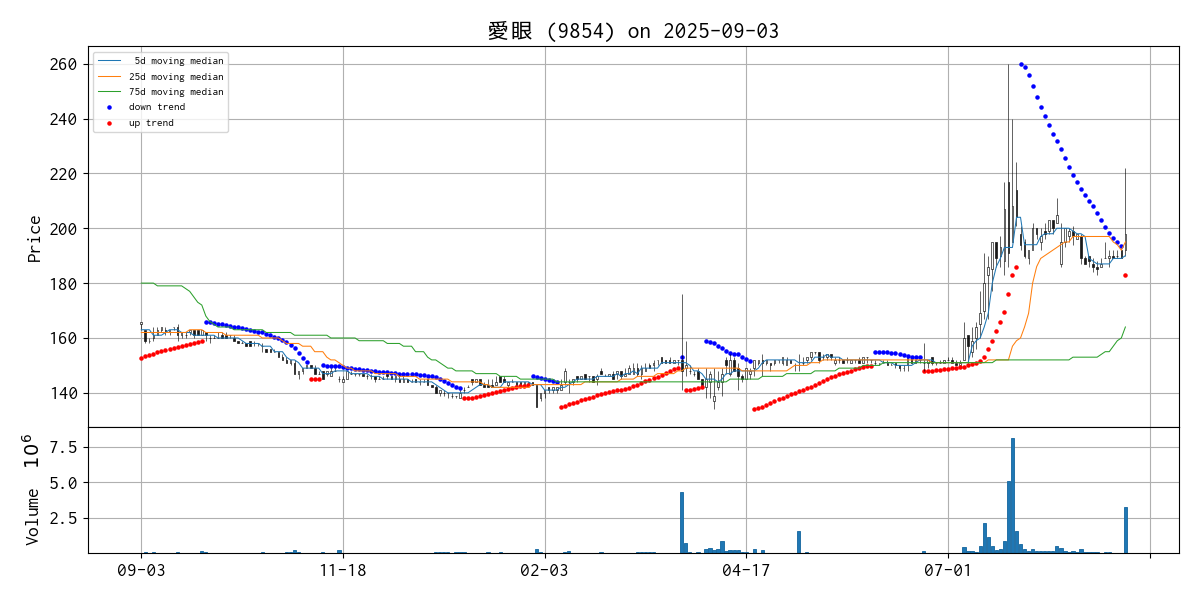 愛眼 (9854) on 2025-09-03
5d moving median
25d moving median
75d moving median
down trend
up trend
Price
260
240
220
200
180
160
140
Volume 10^6
7.5
5.0
2.5
09-03
11-18
02-03
04-17
07-01